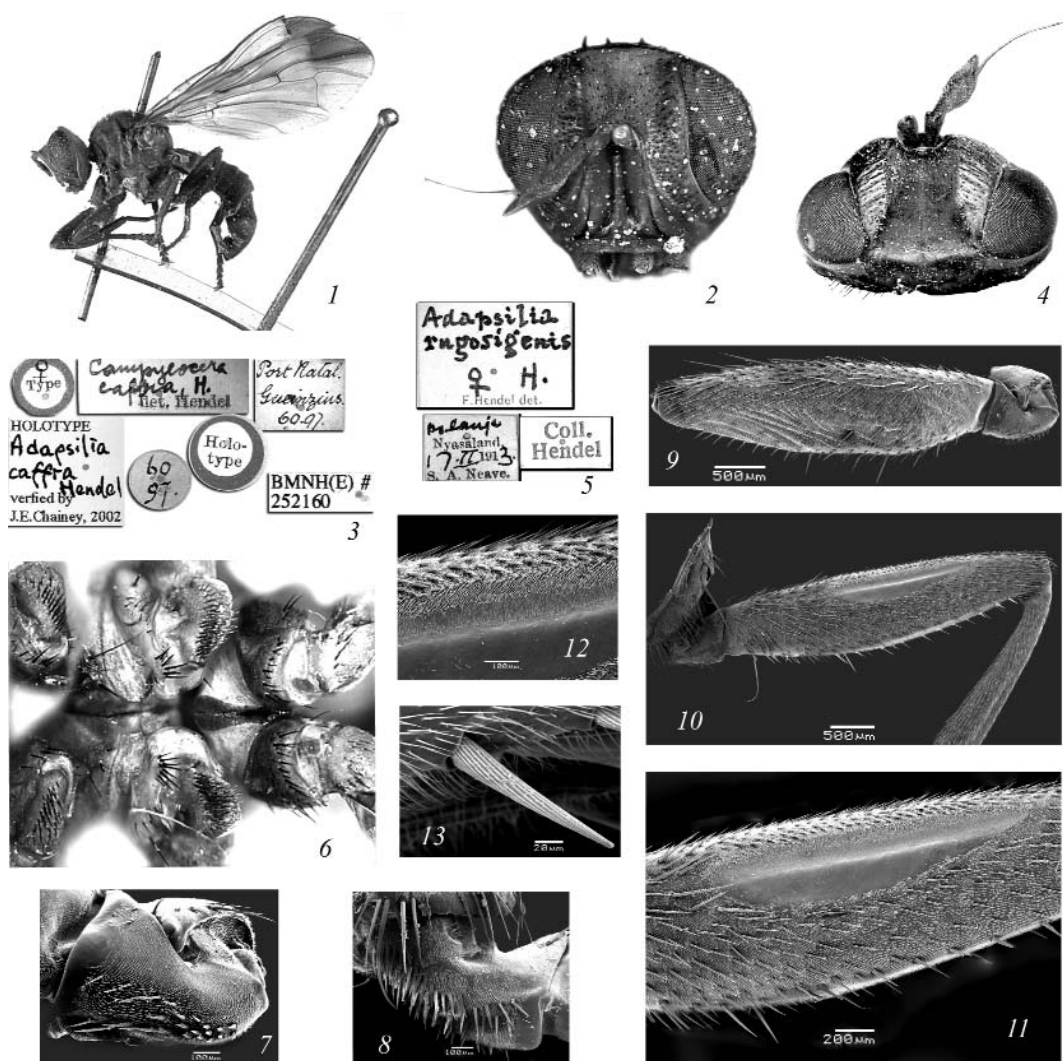 1
2
4
♀
Type
Campylocera
caffra, H.
Det. Hendel
Port Natal.
Gueinzius.
60.97.
HOLOTYPE
Adapsilia
caffra
Hendel
verfied by
J.E.Chainey, 2002
60
97.
Holo-
type
BMNH(E) #
252160
3
Adapsilia
rugosigenis
♀ H.
F.Hendel det.
Nyasaland
17.II.1913.
S. A. Neave.
Coll.
Hendel
5
500μm
9
12
100μm
10
500μm
6
13
20μm
7
100μm
8
100μm
200μm
11